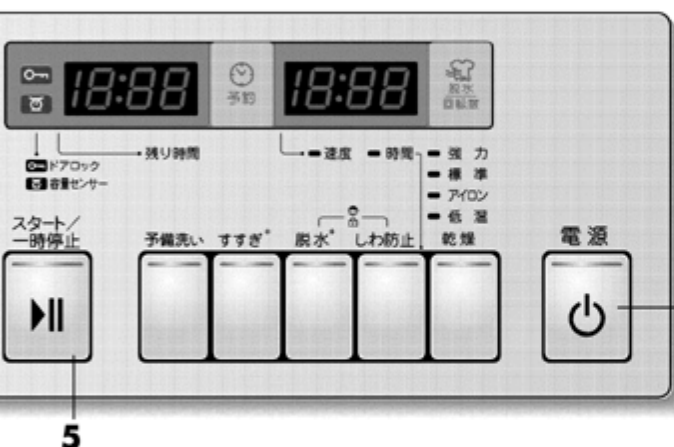 18:88
予約
18:88
脱水
回転数
残り時間
速度
時間
強 力
標 準
アイロン
低 温
ドアロック
容量センサー
スタート/
一時停止
予備洗い
すすぎ*
脱水*
しわ防止
乾燥
電源
5